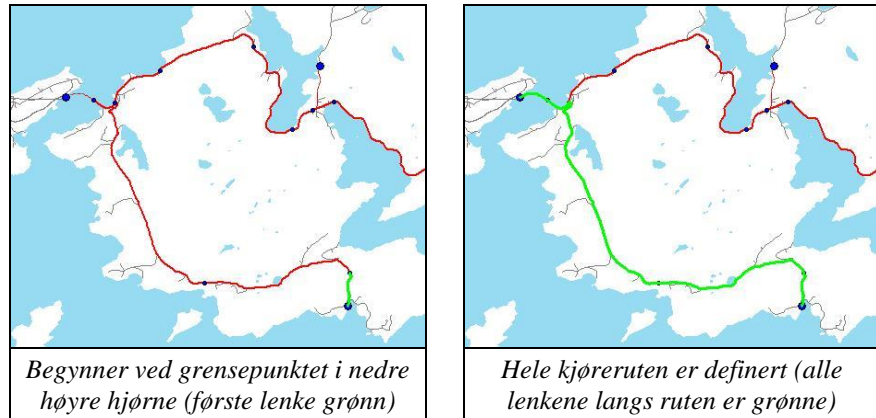 Begynner ved grensepunktet i nedre
høyre hjørne (første lenke grønn)
Hele kjøreruten er definert (alle
lenkene langs ruten er grønne)